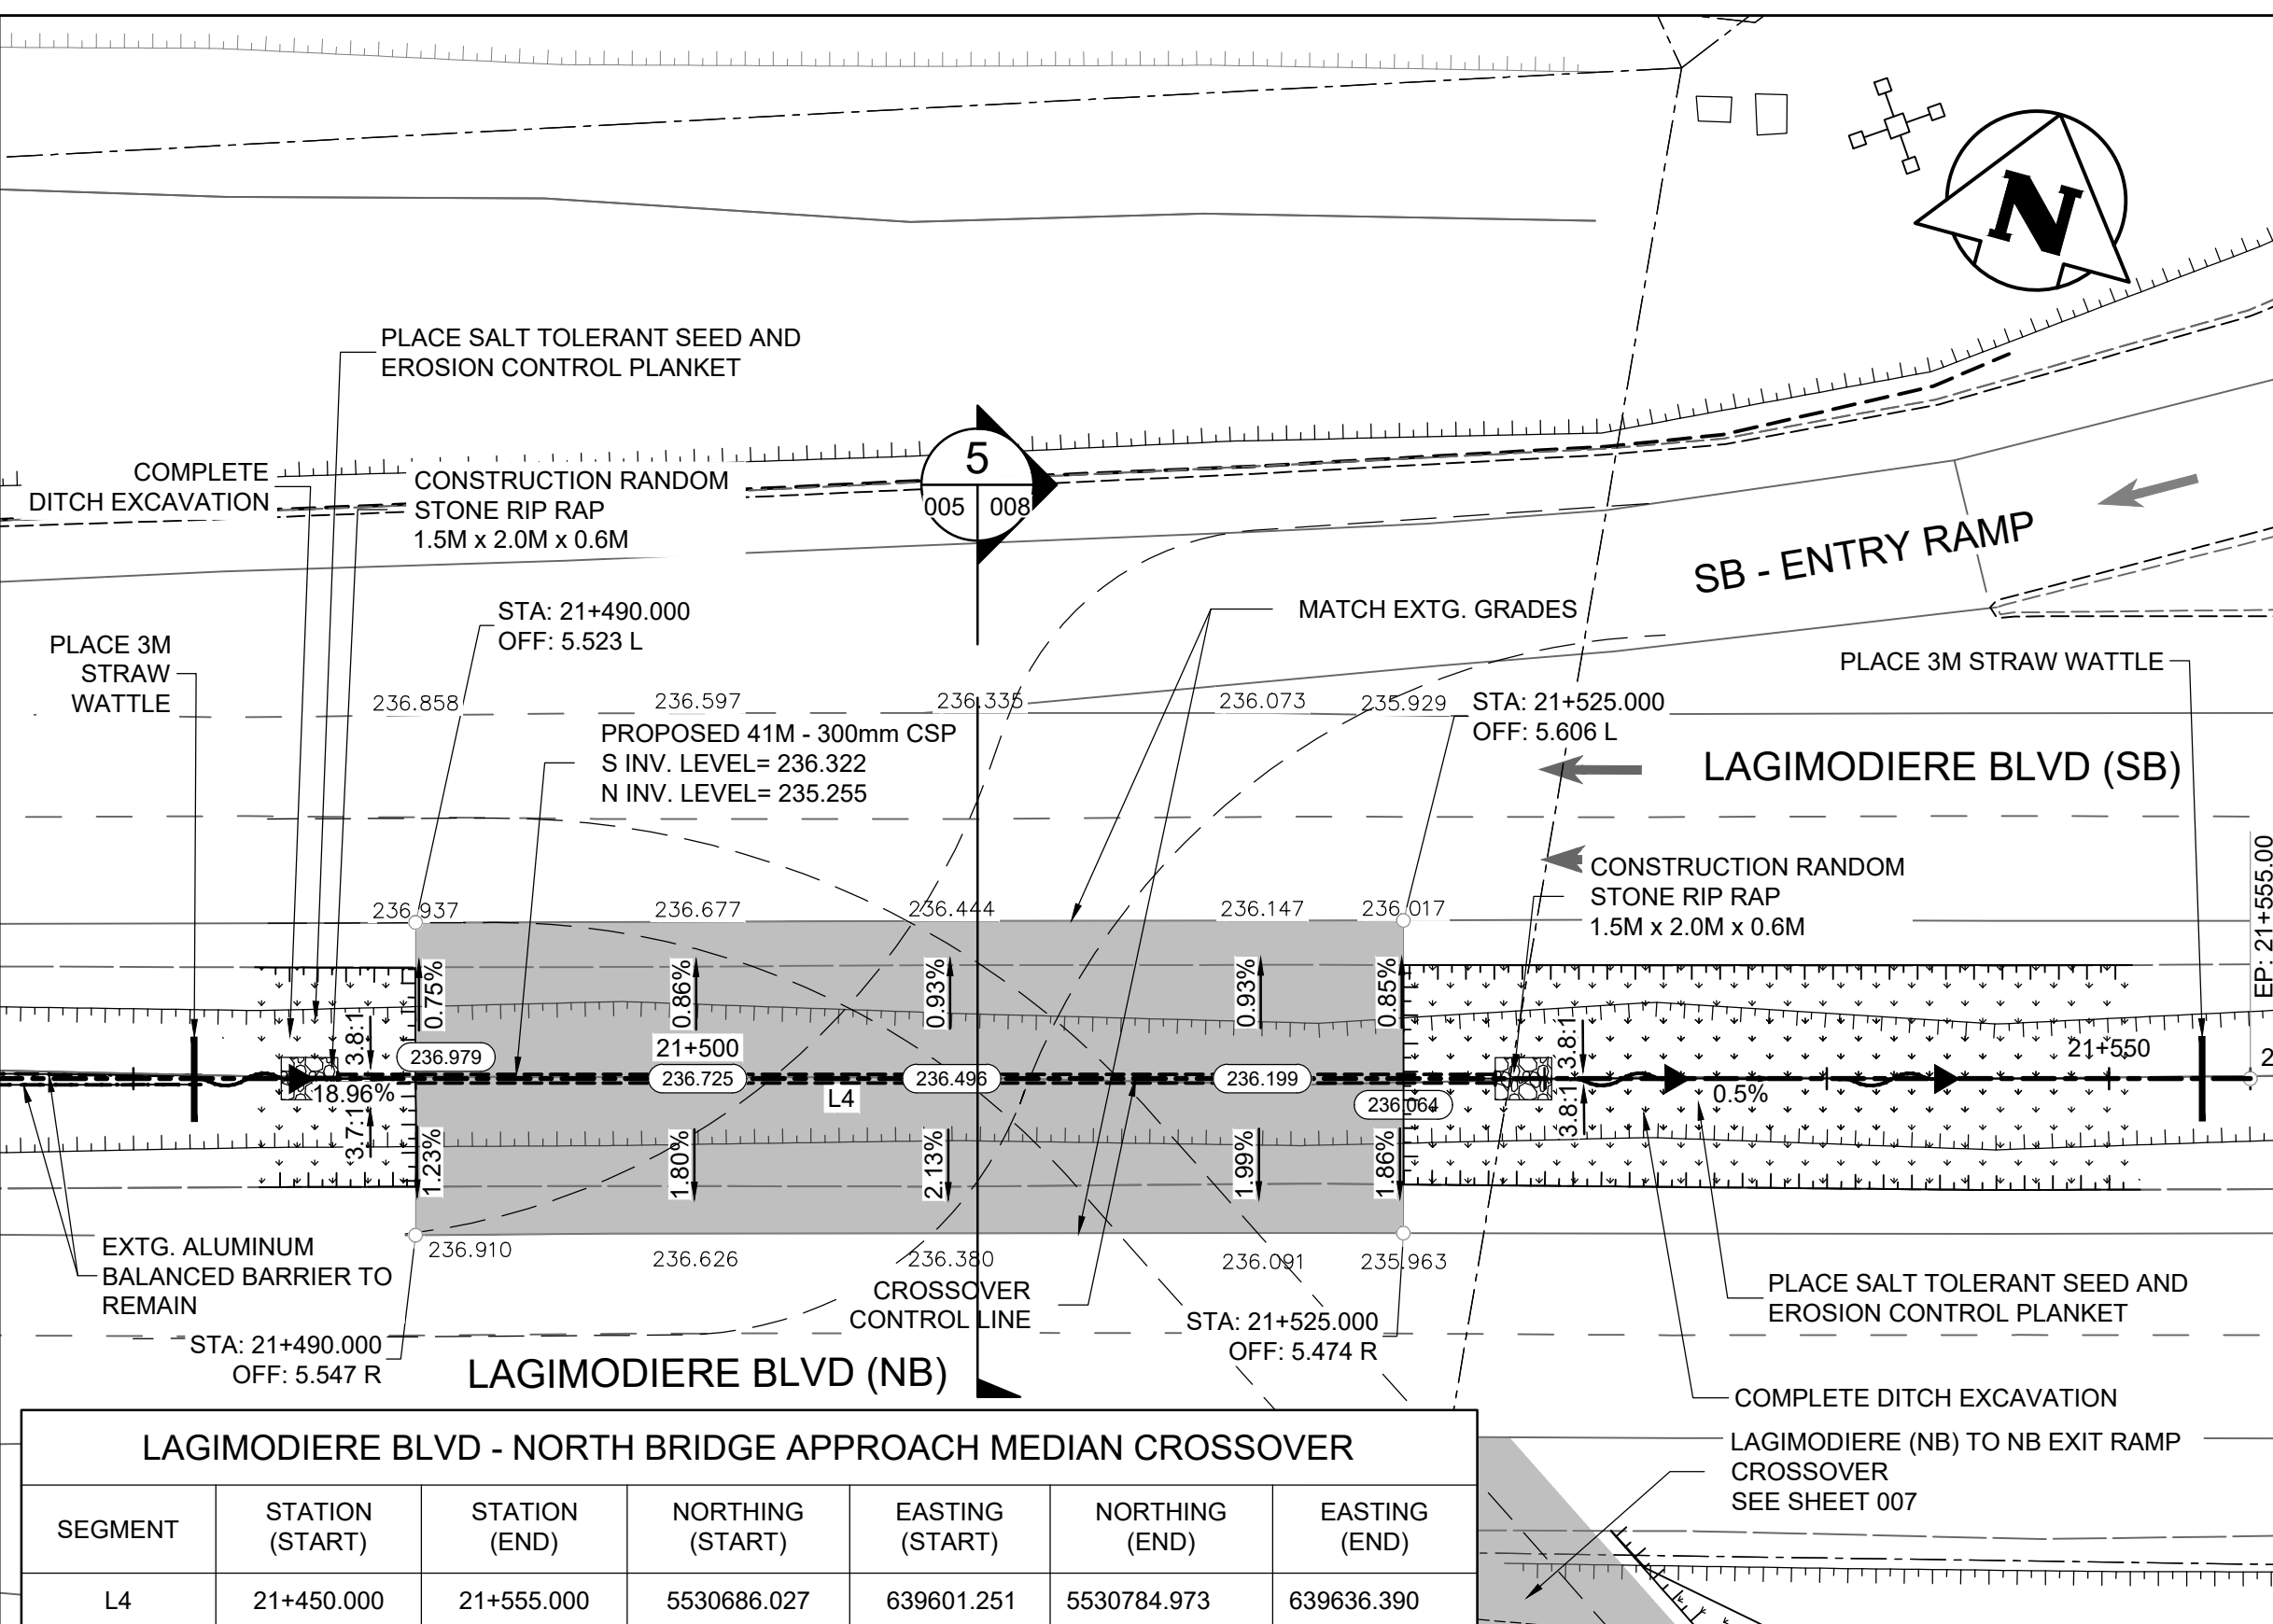 N
PLACE SALT TOLERANT SEED AND
EROSION CONTROL PLANKET
COMPLETE
DITCH EXCAVATION
CONSTRUCTION RANDOM
STONE RIP RAP
1.5M x 2.0M x 0.6M
5
005
008
SB - ENTRY RAMP
STA: 21+490.000
OFF: 5.523 L
MATCH EXTG. GRADES
PLACE 3M
STRAW
WATTLE
PLACE 3M STRAW WATTLE
236.858
236.597
236.335
236.073
235.929
STA: 21+525.000
OFF: 5.606 L
PROPOSED 41M - 300mm CSP
S INV. LEVEL= 236.322
N INV. LEVEL= 235.255
LAGIMODIERE BLVD (SB)
CONSTRUCTION RANDOM
STONE RIP RAP
1.5M x 2.0M x 0.6M
EP: 21+555.00
236.937
236.677
236.444
236.147
236.017
0.75%
0.86%
0.93%
0.93%
0.85%
3.8:1
3.8:1
236.979
21+500
21+550
2
236.725
236.496
236.199
236.064
L4
18.96%
0.5%
3.7:1
3.8:1
1.23%
1.80%
2.13%
1.99%
1.86%
236.910
236.626
236.380
236.091
235.963
EXTG. ALUMINUM
BALANCED BARRIER TO
REMAIN
CROSSOVER
CONTROL LINE
PLACE SALT TOLERANT SEED AND
EROSION CONTROL PLANKET
STA: 21+490.000
OFF: 5.547 R
STA: 21+525.000
OFF: 5.474 R
LAGIMODIERE BLVD (NB)
COMPLETE DITCH EXCAVATION
LAGIMODIERE (NB) TO NB EXIT RAMP
CROSSOVER
SEE SHEET 007
LAGIMODIERE BLVD - NORTH BRIDGE APPROACH MEDIAN CROSSOVER
SEGMENT STATION (START) STATION (END) NORTHING (START) EASTING (START) NORTHING (END) EASTING (END)
L4 21+450.000 21+555.000 5530686.027 639601.251 5530784.973 639636.390